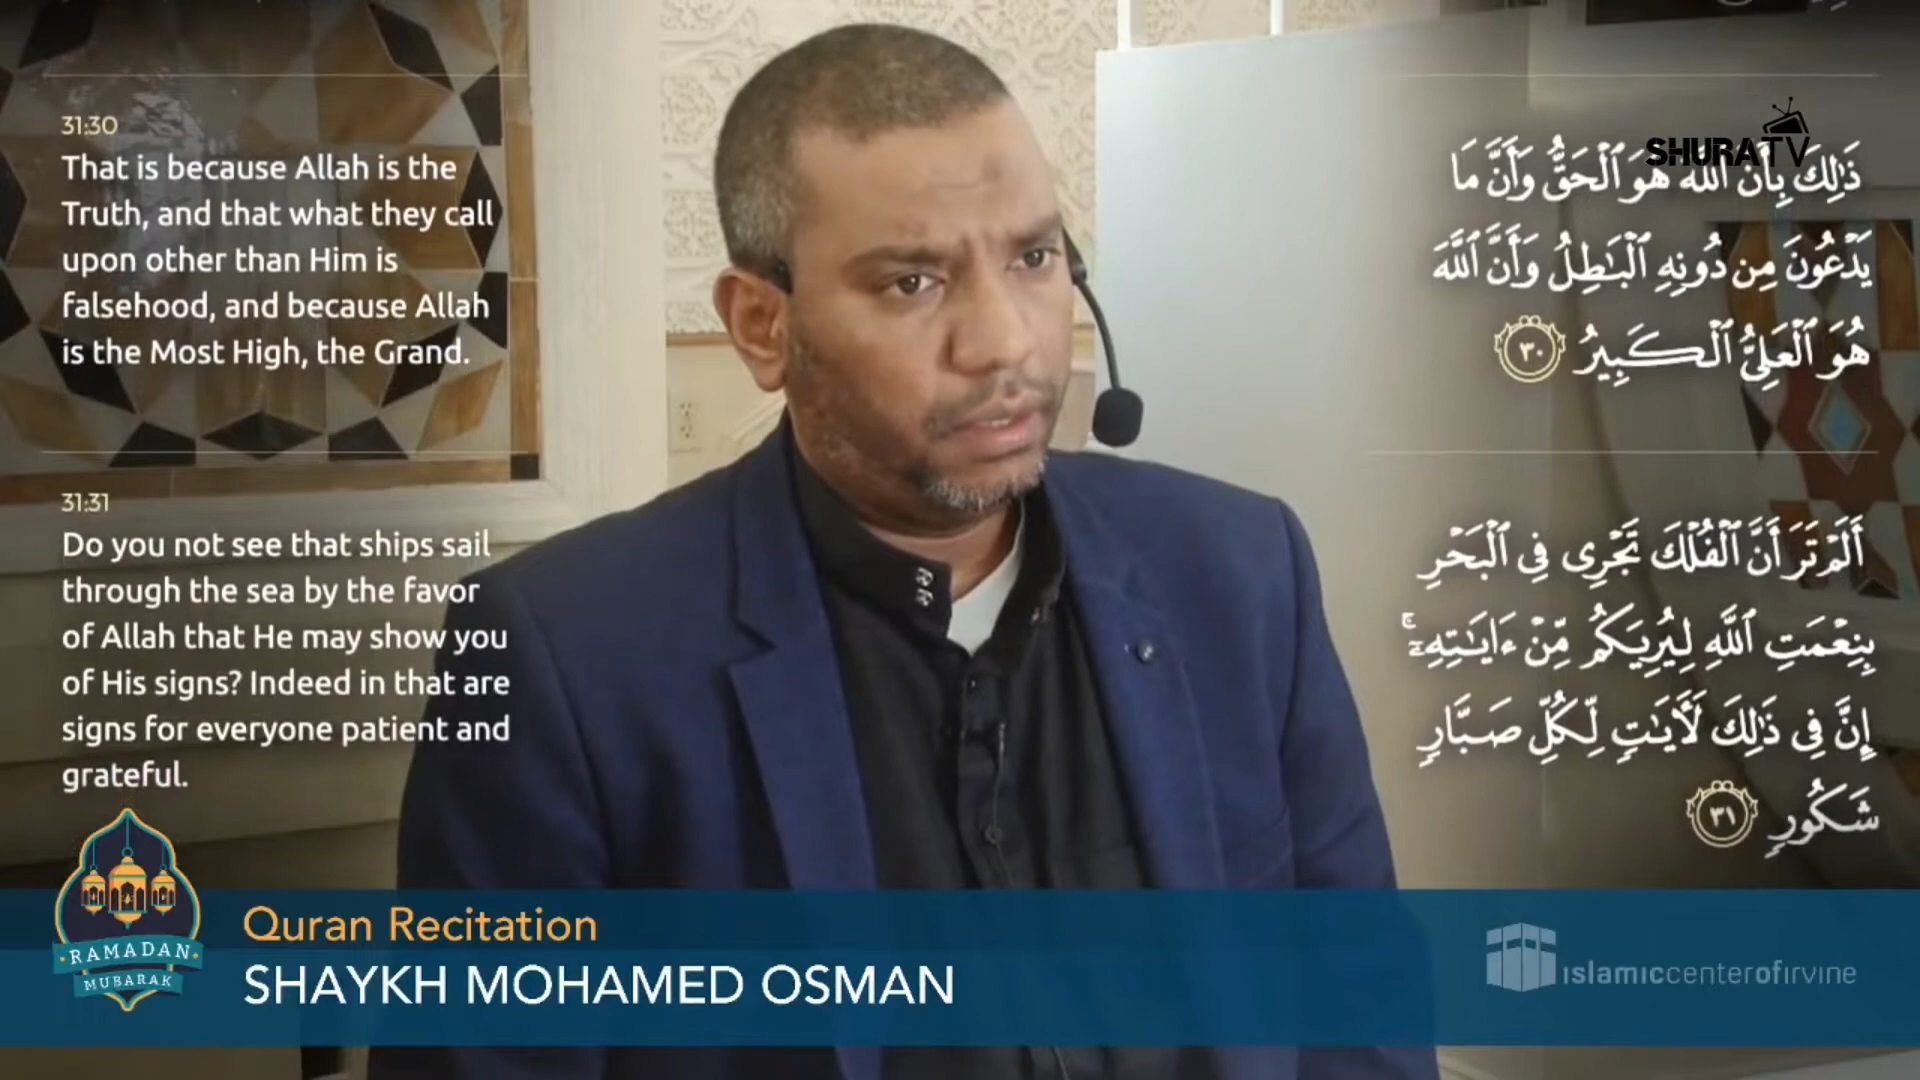 31:30
That is because Allah is the
Truth, and that what they call
upon other than Him is
falsehood, and because Allah
is the Most High, the Grand.
31:31
Do you not see that ships sail
through the sea by the favor
of Allah that He may show you
of His signs? Indeed in that are
signs for everyone patient and
grateful.
SHURATV
ذَٰلِكَ بِأَنَّ ٱللَّهَ هُوَ ٱلْحَقُّ وَأَنَّ مَا
يَدْعُونَ مِن دُونِهِ ٱلْبَٰطِلُ وَأَنَّ ٱللَّهَ
هُوَ ٱلْعَلِىُّ ٱلْكَبِيرُ ٣٠
أَلَمْ تَرَ أَنَّ ٱلْفُلْكَ تَجْرِى فِى ٱلْبَحْرِ
بِنِعْمَتِ ٱللَّهِ لِيُرِيَكُم مِّنْ ءَايَٰتِهِۦٓ ۚ
إِنَّ فِى ذَٰلِكَ لَءَايَٰتٍ لِّكُلِّ صَبَّارٍ
شَكُورٍ ٣١
RAMADAN
MUBARAK
Quran Recitation
SHAYKH MOHAMED OSMAN
islamiccenterofirvine